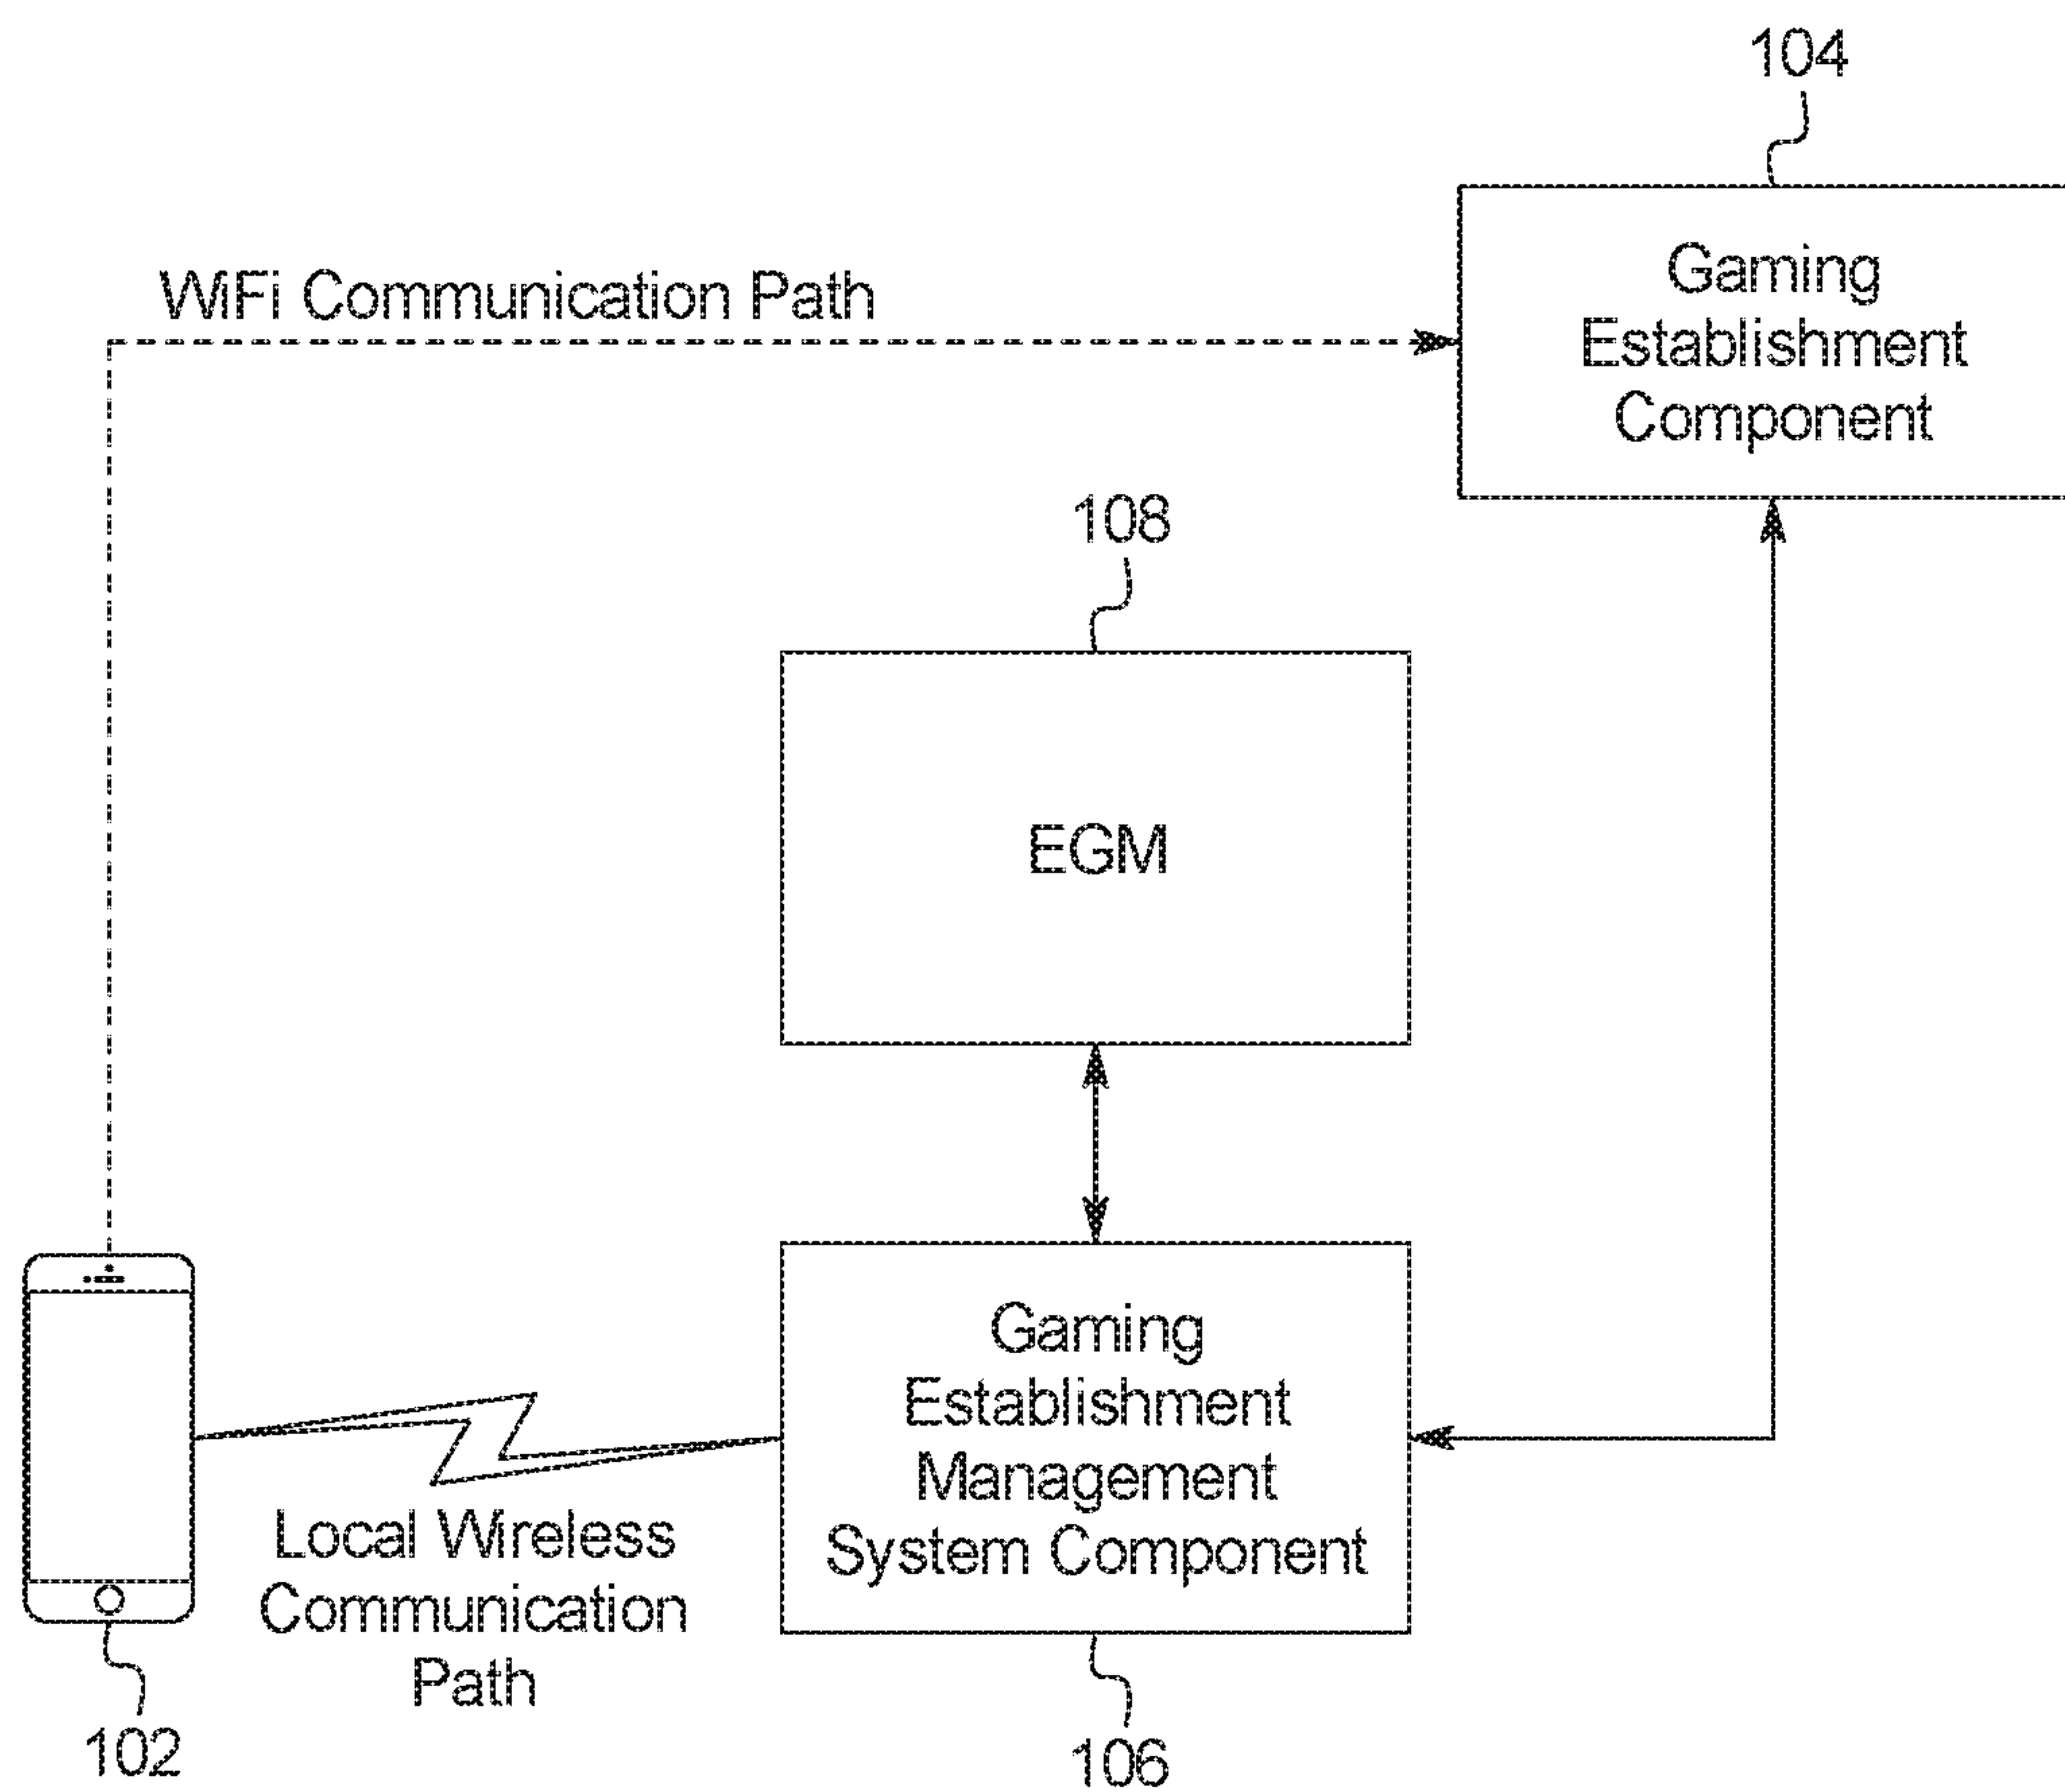 104
Gaming
Establishment
Component
WiFi Communication Path
108
EGM
Gaming
Establishment
Management
System Component
Local Wireless
Communication
Path
102
106